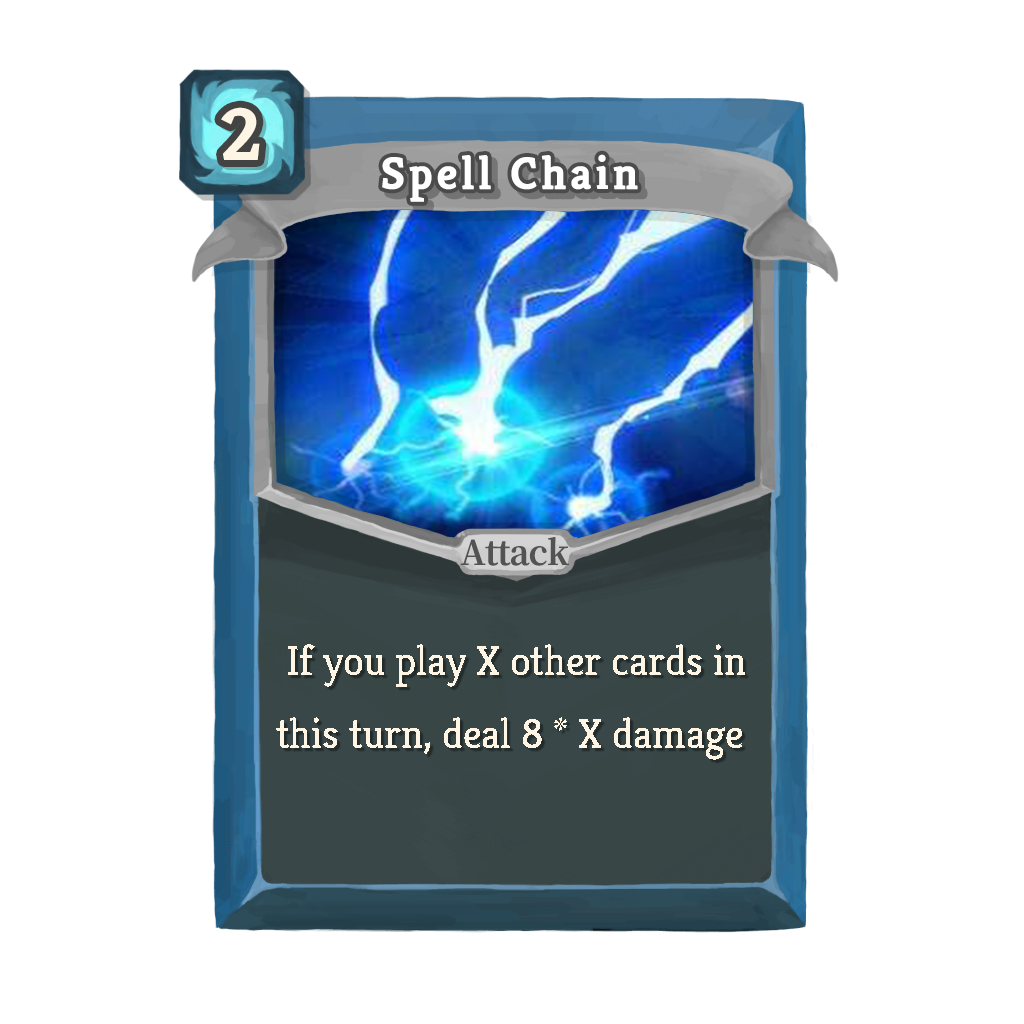 2
Spell Chain
Attack
If you play X other cards in
this turn, deal 8 * X damage